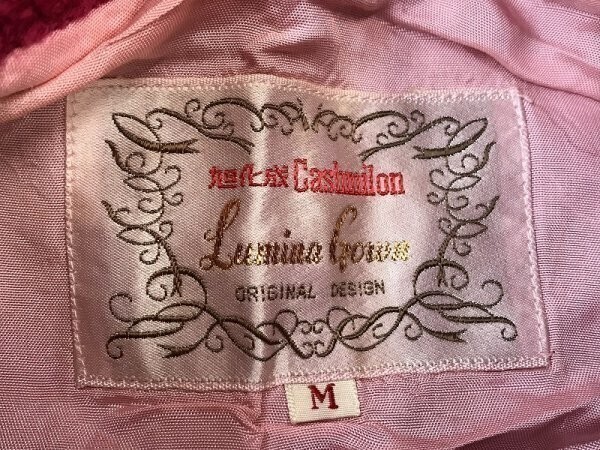 旭化成 Cashmilon
Lumina Gown
ORIGINAL DESIGN
M